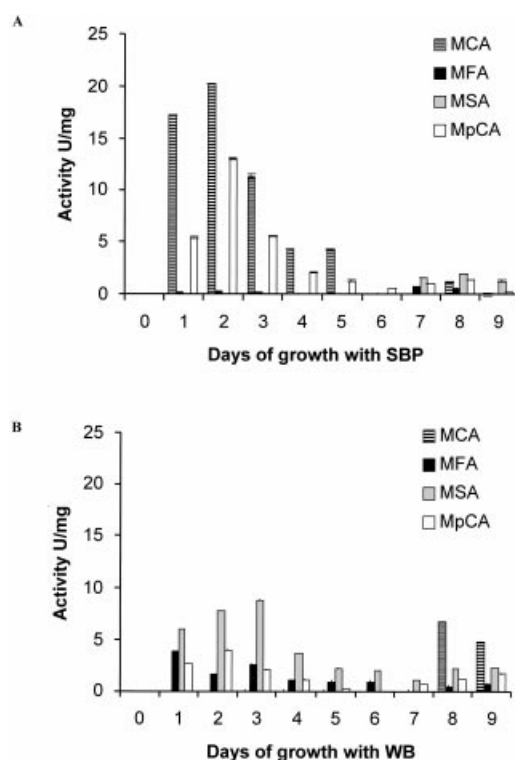 A
25
20
15
10
5
0
Activity U/mg
MCA
MFA
MSA
MpCA
0 1 2 3 4 5 6 7 8 9
Days of growth with SBP
B
25
20
15
10
5
0
Activity U/mg
MCA
MFA
MSA
MpCA
0 1 2 3 4 5 6 7 8 9
Days of growth with WB